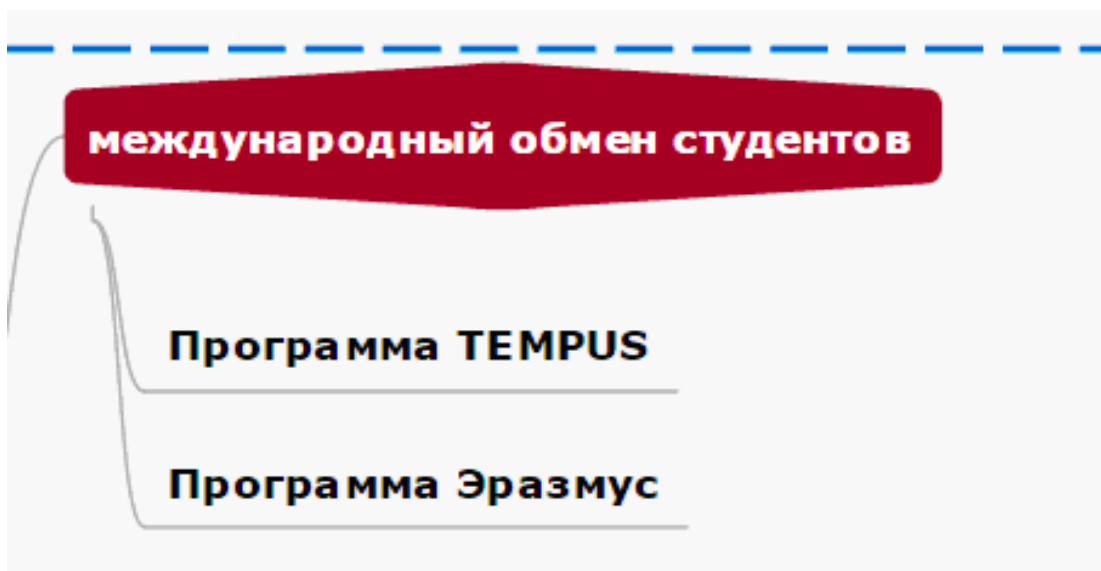 международный обмен студентов
Программа TEMPUS
Программа Эразмус